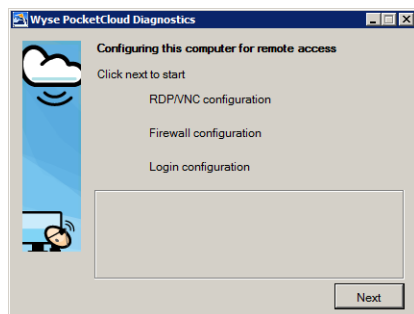 Wyse PocketCloud Diagnostics
Configuring this computer for remote access
Click next to start
RDP/VNC configuration
Firewall configuration
Login configuration
Next